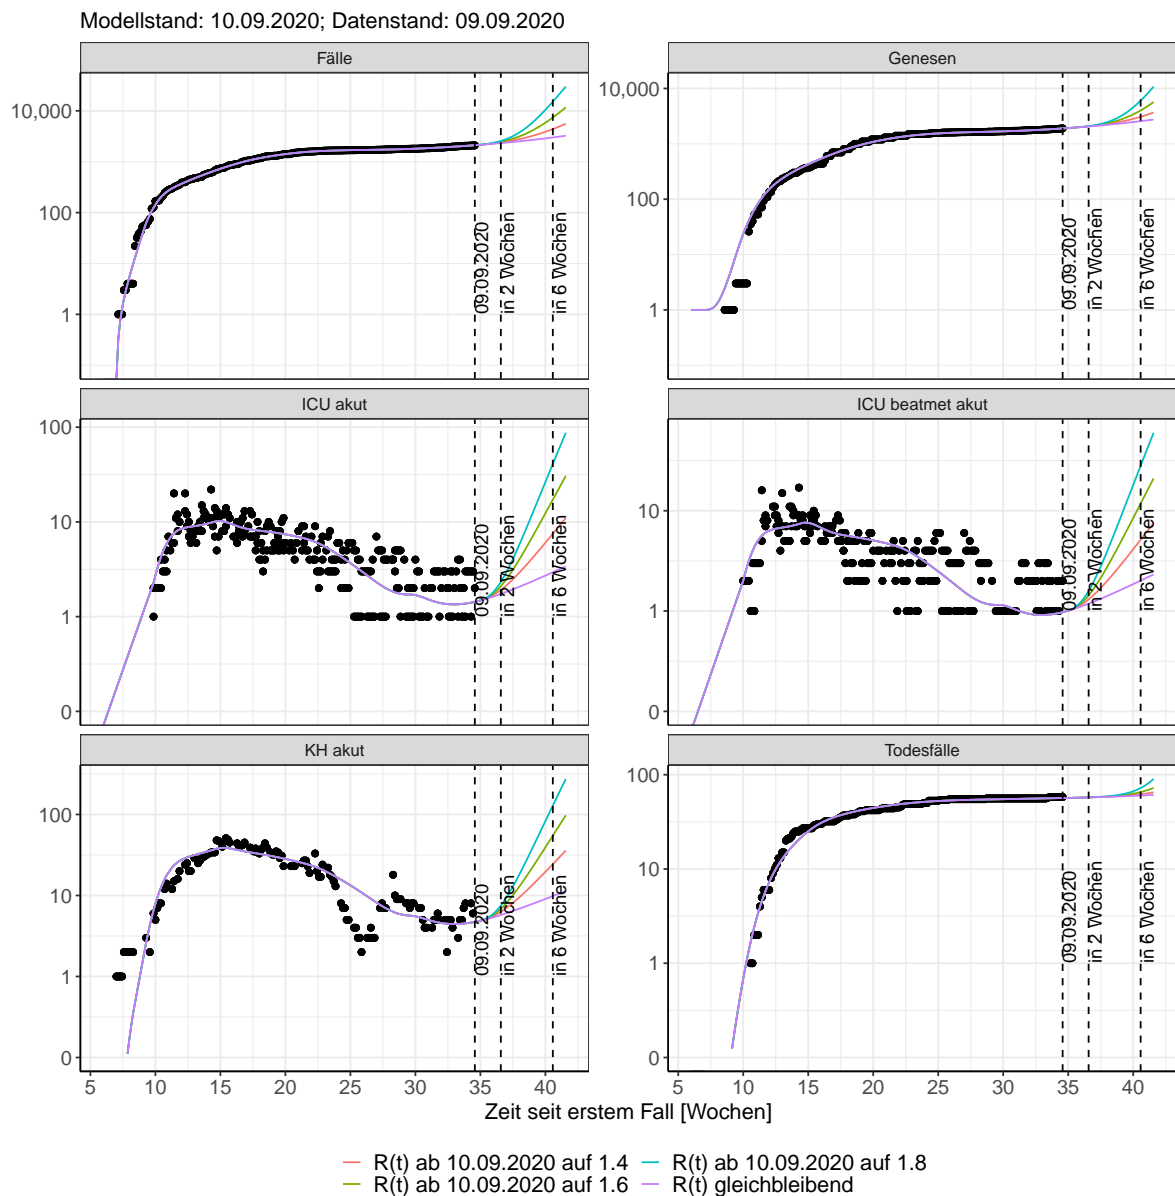 Modellstand: 10.09.2020; Datenstand: 09.09.2020
Fälle
Genesen
10,000
100
1
09.09.2020
in 2 Wochen
in 6 Wochen
10,000
100
1
09.09.2020
in 2 Wochen
in 6 Wochen
ICU akut
ICU beatmet akut
100
10
1
0
09.09.2020
in 2 Wochen
in 6 Wochen
10
1
0
09.09.2020
in 2 Wochen
in 6 Wochen
KH akut
Todesfälle
100
10
1
0
09.09.2020
in 2 Wochen
in 6 Wochen
100
10
1
0
09.09.2020
in 2 Wochen
in 6 Wochen
5 10 15 20 25 30 35 40
5 10 15 20 25 30 35 40
Zeit seit erstem Fall [Wochen]
R(t) ab 10.09.2020 auf 1.4
R(t) ab 10.09.2020 auf 1.8
R(t) ab 10.09.2020 auf 1.6
R(t) gleichbleibend